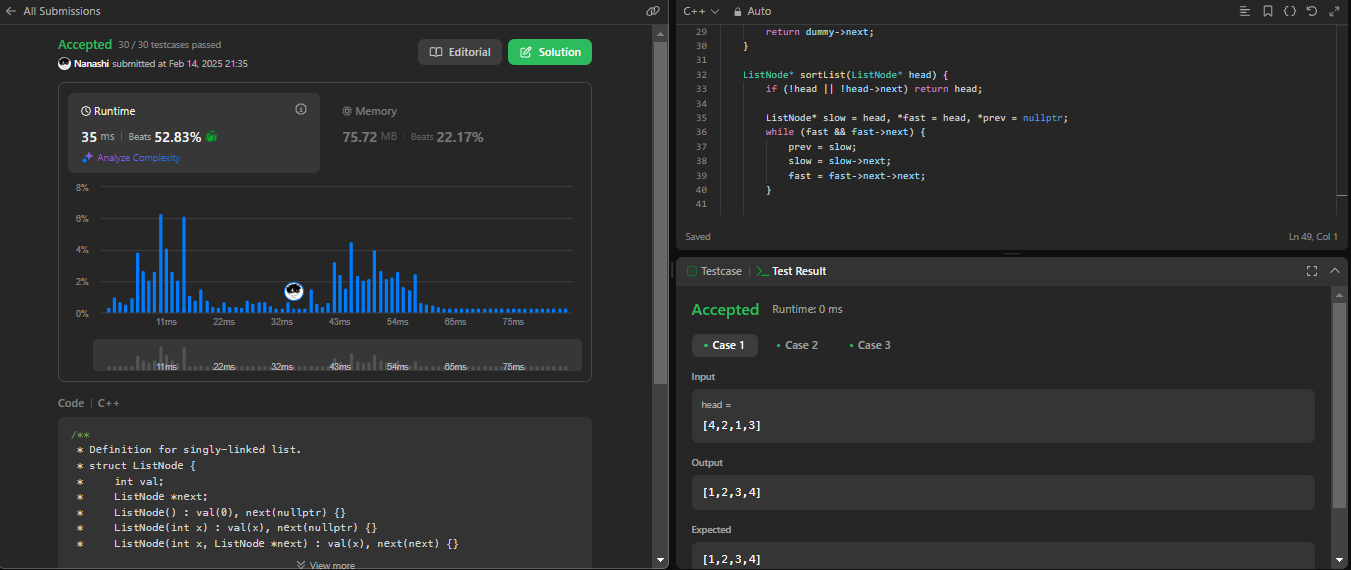 All Submissions
Accepted 30 / 30 testcases passed
Nanashi submitted at Feb 14, 2025 21:35
Editorial
Solution
Runtime
35 ms | Beats 52.83%
Analyze Complexity
Memory
75.72 MB | Beats 22.17%
8%
6%
4%
2%
0%
11ms 22ms 32ms 43ms 54ms 65ms 75ms
11ms 22ms 32ms 43ms 54ms 65ms 75ms
Code | C++
/**
 * Definition for singly-linked list.
 * struct ListNode {
 *     int val;
 *     ListNode *next;
 *     ListNode() : val(0), next(nullptr) {}
 *     ListNode(int x) : val(x), next(nullptr) {}
 *     ListNode(int x, ListNode *next) : val(x), next(next) {}
View more
C++ Auto
29         return dummy->next;
30     }
31
32     ListNode* sortList(ListNode* head) {
33         if (!head || !head->next) return head;
34
35         ListNode* slow = head, *fast = head, *prev = nullptr;
36         while (fast && fast->next) {
37             prev = slow;
38             slow = slow->next;
39             fast = fast->next->next;
40         }
41
Saved
Ln 49, Col 1
Testcase | Test Result
Accepted Runtime: 0 ms
Case 1 Case 2 Case 3
Input
head =
[4,2,1,3]
Output
[1,2,3,4]
Expected
[1,2,3,4]